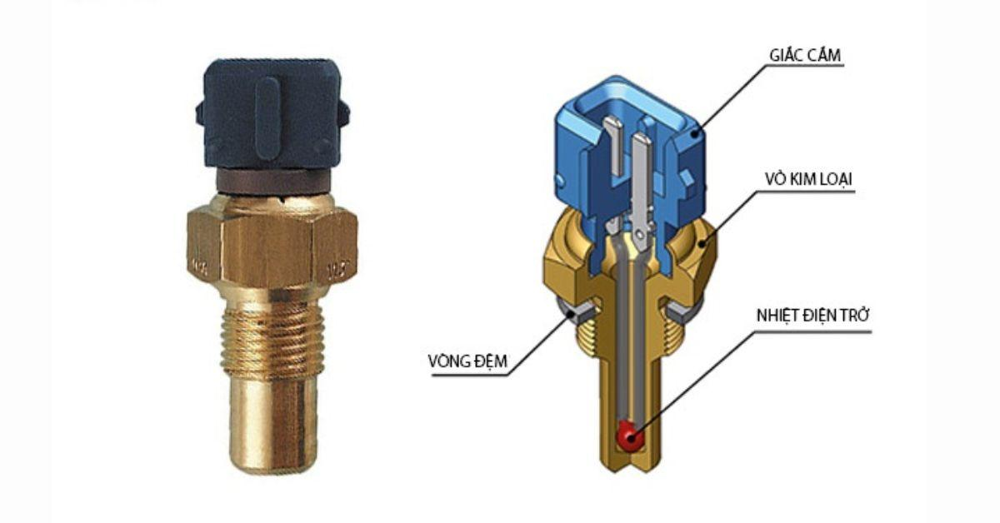 GIẮC CẮM
VỎ KIM LOẠI
NHIỆT ĐIỆN TRỞ
VÒNG ĐỆM